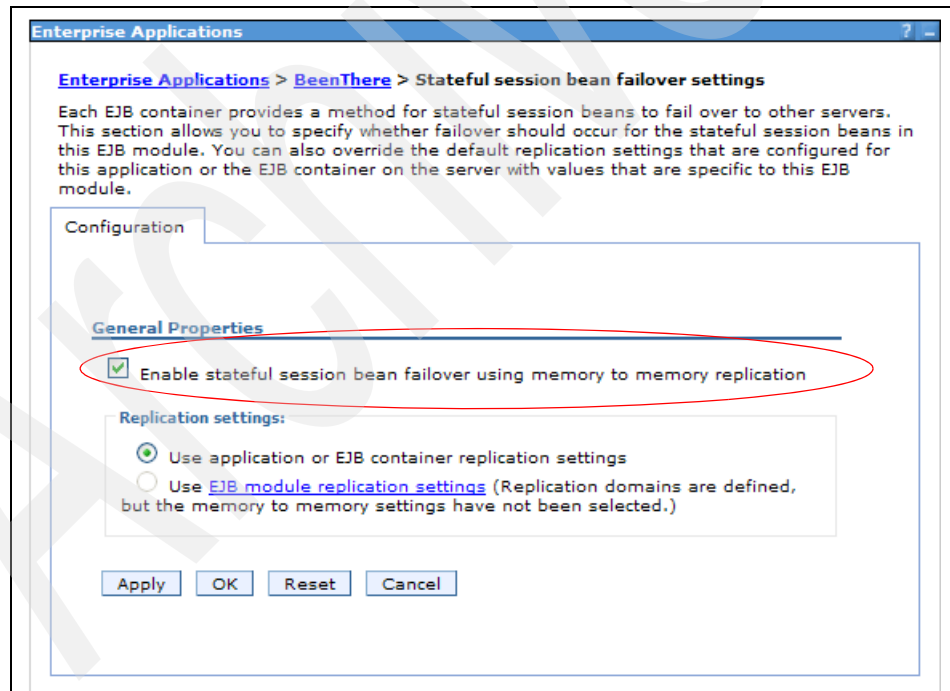 Enterprise Applications ? –
Enterprise Applications > BeenThere > Stateful session bean failover settings
Each EJB container provides a method for stateful session beans to fail over to other servers.
This section allows you to specify whether failover should occur for the stateful session beans in
this EJB module. You can also override the default replication settings that are configured for
this application or the EJB container on the server with values that are specific to this EJB
module.
Configuration
General Properties
Enable stateful session bean failover using memory to memory replication
Replication settings:
Use application or EJB container replication settings
Use EJB module replication settings (Replication domains are defined,
but the memory to memory settings have not been selected.)
Apply OK Reset Cancel
Archive